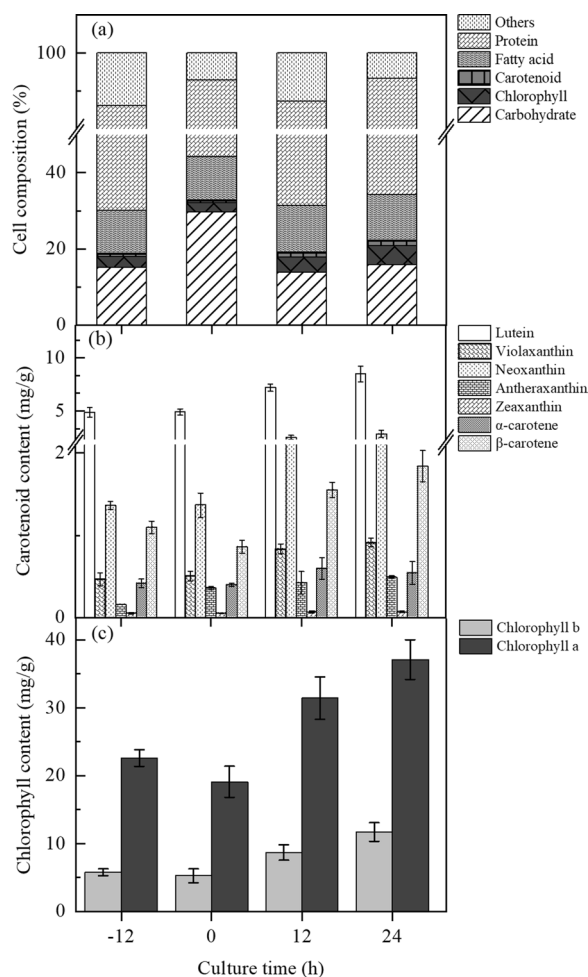 (a)
Others
Protein
Fatty acid
Carotenoid
Chlorophyll
Carbohydrate
100
40
20
0
Cell composition (%)
(b)
Lutein
Violaxanthin
Neoxanthin
Antheraxanthin
Zeaxanthin
α-carotene
β-carotene
10
5
2
0
Carotenoid content (mg/g)
(c)
Chlorophyll b
Chlorophyll a
40
30
20
10
0
Chlorophyll content (mg/g)
-12 0 12 24
Culture time (h)